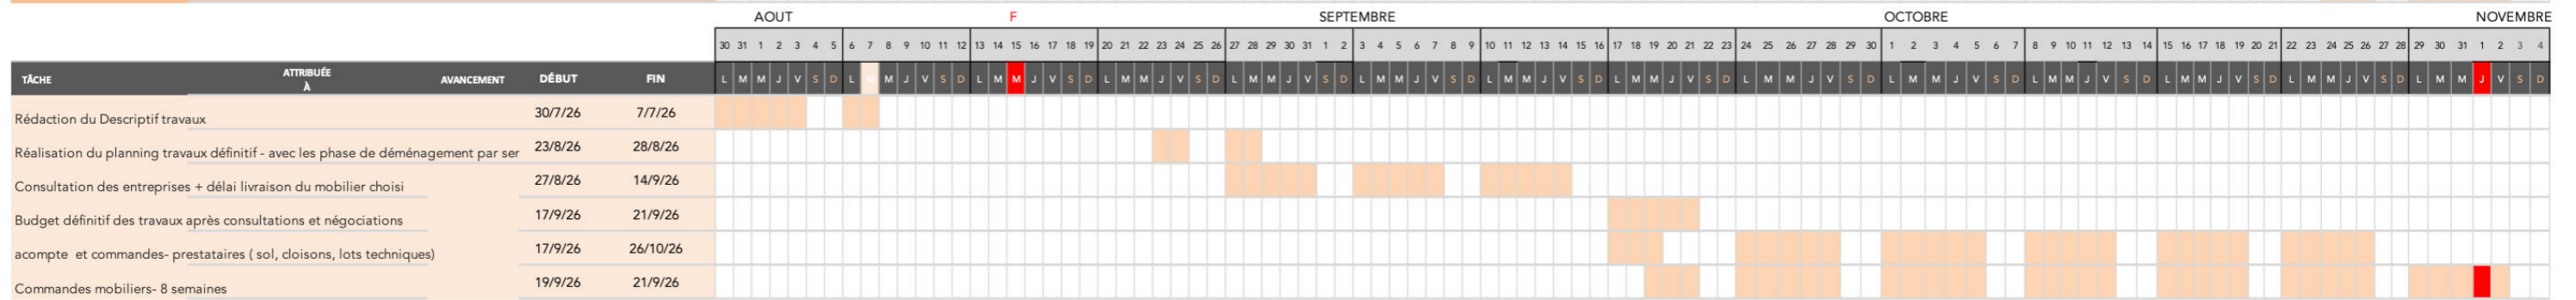 AOUT F SEPTEMBRE OCTOBRE NOVEMBRE
30 31 1 2 3 4 5 6 7 8 9 10 11 12 13 14 15 16 17 18 19 20 21 22 23 24 25 26 27 28 29 30 31 1 2 3 4 5 6 7 8 9 10 11 12 13 14 15 16 17 18 19 20 21 22 23 24 25 26 27 28 29 30 1 2 3 4 5 6 7 8 9 10 11 12 13 14 15 16 17 18 19 20 21 22 23 24 25 26 27 28 29 30 31 1 2 3 4
TÂCHE ATTRIBUÉE À AVANCEMENT DÉBUT FIN L M M J V S D L M M J V S D L M M J V S D L M M J V S D L M M J V S D L M M J V S D L M M J V S D L M M J V S D L M M J V S D L M M J V S D L M M J V S D L M M J V S D L M M J V S D L M M J V S D
Rédaction du Descriptif travaux 30/7/26 7/7/26
Réalisation du planning travaux définitif - avec les phase de déménagement par ser 23/8/26 28/8/26
Consultation des entreprises + délai livraison du mobilier choisi 27/8/26 14/9/26
Budget définitif des travaux après consultations et négociations 17/9/26 21/9/26
acompte et commandes- prestataires ( sol, cloisons, lots techniques) 17/9/26 26/10/26
Commandes mobiliers- 8 semaines 19/9/26 21/9/26